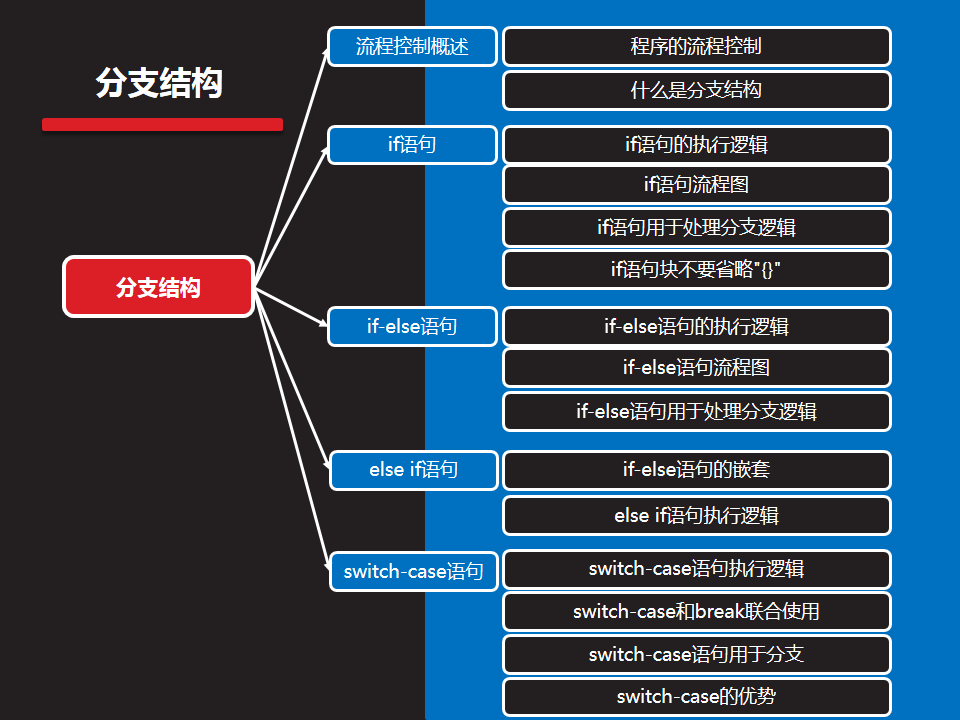 分支结构
分支结构
流程控制概述
程序的流程控制
什么是分支结构
if语句
if语句的执行逻辑
if语句流程图
if语句用于处理分支逻辑
if语句块不要省略"{}"
if-else语句
if-else语句的执行逻辑
if-else语句流程图
if-else语句用于处理分支逻辑
else if语句
if-else语句的嵌套
else if语句执行逻辑
switch-case语句
switch-case语句执行逻辑
switch-case和break联合使用
switch-case语句用于分支
switch-case的优势